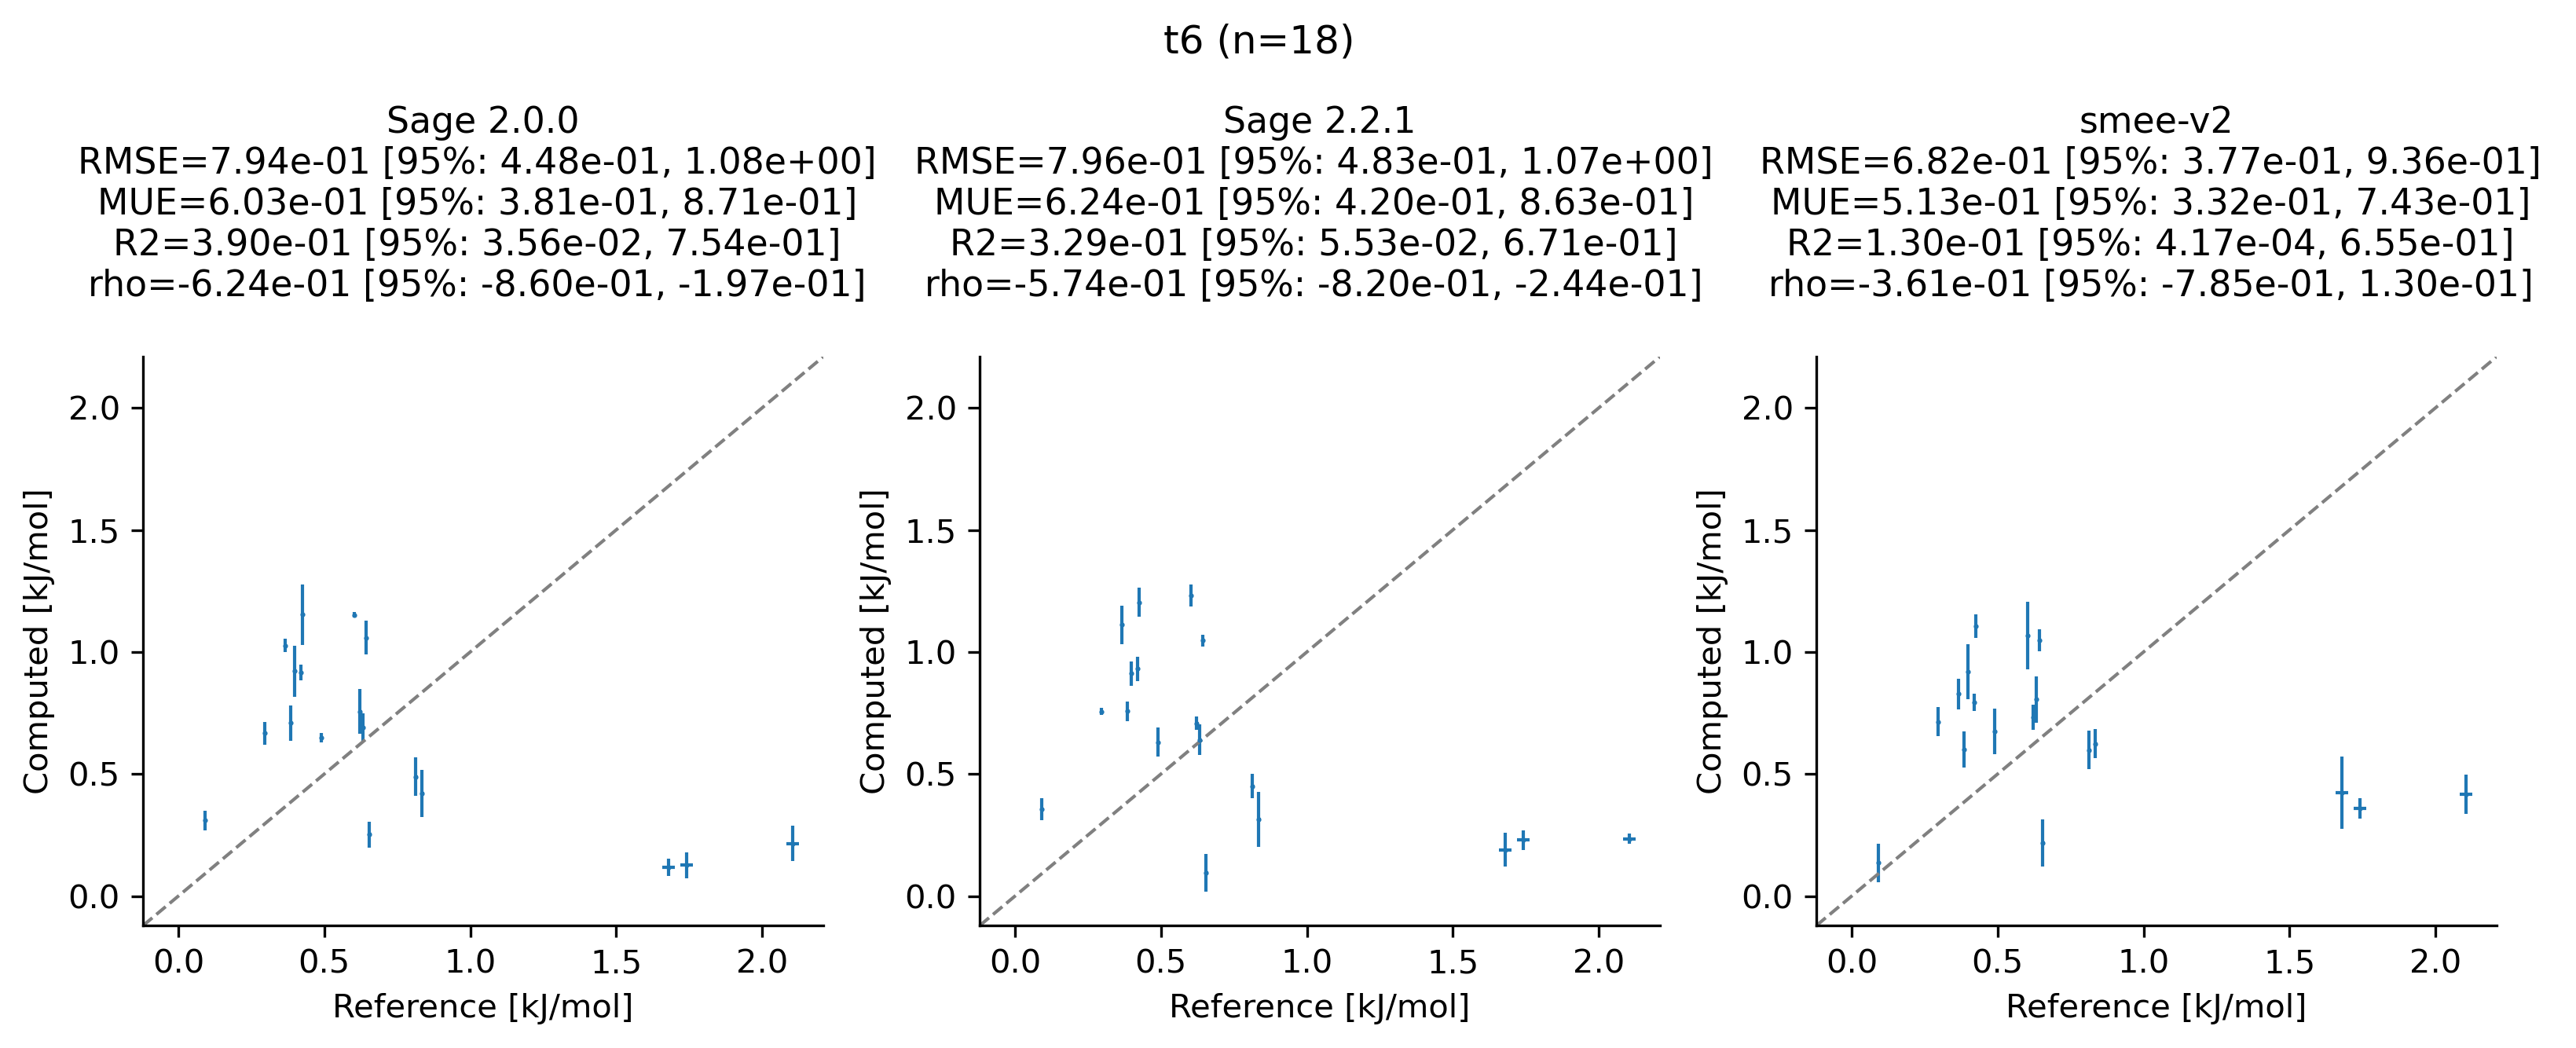 t6 (n=18)
Sage 2.0.0
RMSE=7.94e-01 [95%: 4.48e-01, 1.08e+00]
MUE=6.03e-01 [95%: 3.81e-01, 8.71e-01]
R2=3.90e-01 [95%: 3.56e-02, 7.54e-01]
rho=-6.24e-01 [95%: -8.60e-01, -1.97e-01]
Computed [kJ/mol]
2.0
1.5
1.0
0.5
0.0
0.0 0.5 1.0 1.5 2.0
Reference [kJ/mol]
Sage 2.2.1
RMSE=7.96e-01 [95%: 4.83e-01, 1.07e+00]
MUE=6.24e-01 [95%: 4.20e-01, 8.63e-01]
R2=3.29e-01 [95%: 5.53e-02, 6.71e-01]
rho=-5.74e-01 [95%: -8.20e-01, -2.44e-01]
Computed [kJ/mol]
2.0
1.5
1.0
0.5
0.0
0.0 0.5 1.0 1.5 2.0
Reference [kJ/mol]
smee-v2
RMSE=6.82e-01 [95%: 3.77e-01, 9.36e-01]
MUE=5.13e-01 [95%: 3.32e-01, 7.43e-01]
R2=1.30e-01 [95%: 4.17e-04, 6.55e-01]
rho=-3.61e-01 [95%: -7.85e-01, 1.30e-01]
Computed [kJ/mol]
2.0
1.5
1.0
0.5
0.0
0.0 0.5 1.0 1.5 2.0
Reference [kJ/mol]